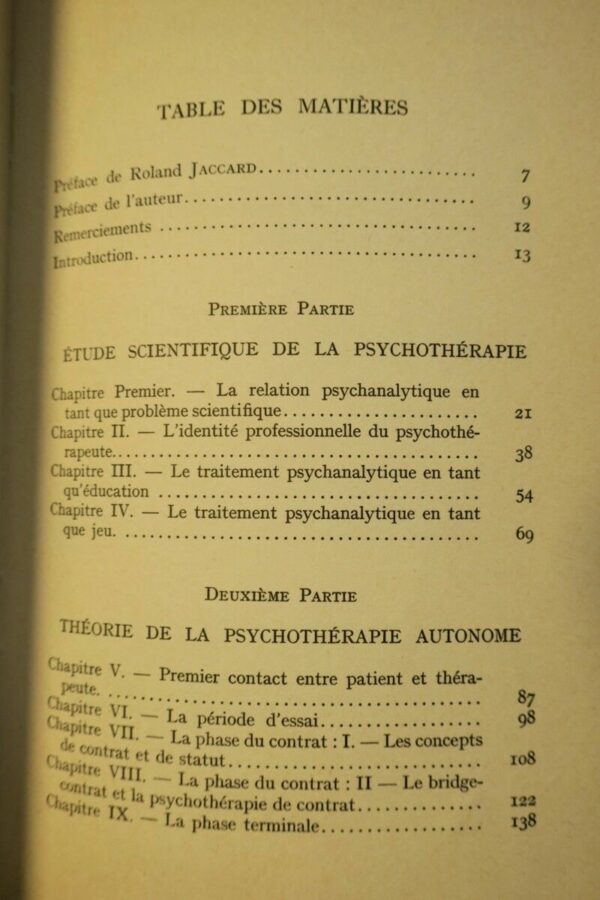 TABLE DES MATIÈRES
Préface de Roland JACCARD........................ 7
Préface de l'auteur................................ 9
Remerciements .................................... 12
Introduction....................................... 13
PREMIÈRE PARTIE
ÉTUDE SCIENTIFIQUE DE LA PSYCHOTHÉRAPIE
Chapitre Premier. — La relation psychanalytique en
tant que problème scientifique...................... 21
Chapitre II. — L'identité professionnelle du psychothé-
rapeute............................................ 38
Chapitre III. — Le traitement psychanalytique en tant
qu'éducation ...................................... 54
Chapitre IV. — Le traitement psychanalytique en tant
que jeu. .......................................... 69
DEUXIÈME PARTIE
THÉORIE DE LA PSYCHOTHÉRAPIE AUTONOME
Chapitre V. — Premier contact entre patient et théra-
peute. ............................................ 87
Chapitre VI. — La période d'essai.................. 98
Chapitre VII. — La phase du contrat : I. — Les concepts
de contrat et de statut............................ 108
Chapitre VIII. — La phase du contrat : II — Le bridge-
contrat et la psychothérapie de contrat.............. 122
Chapitre IX. — La phase terminale.................. 138